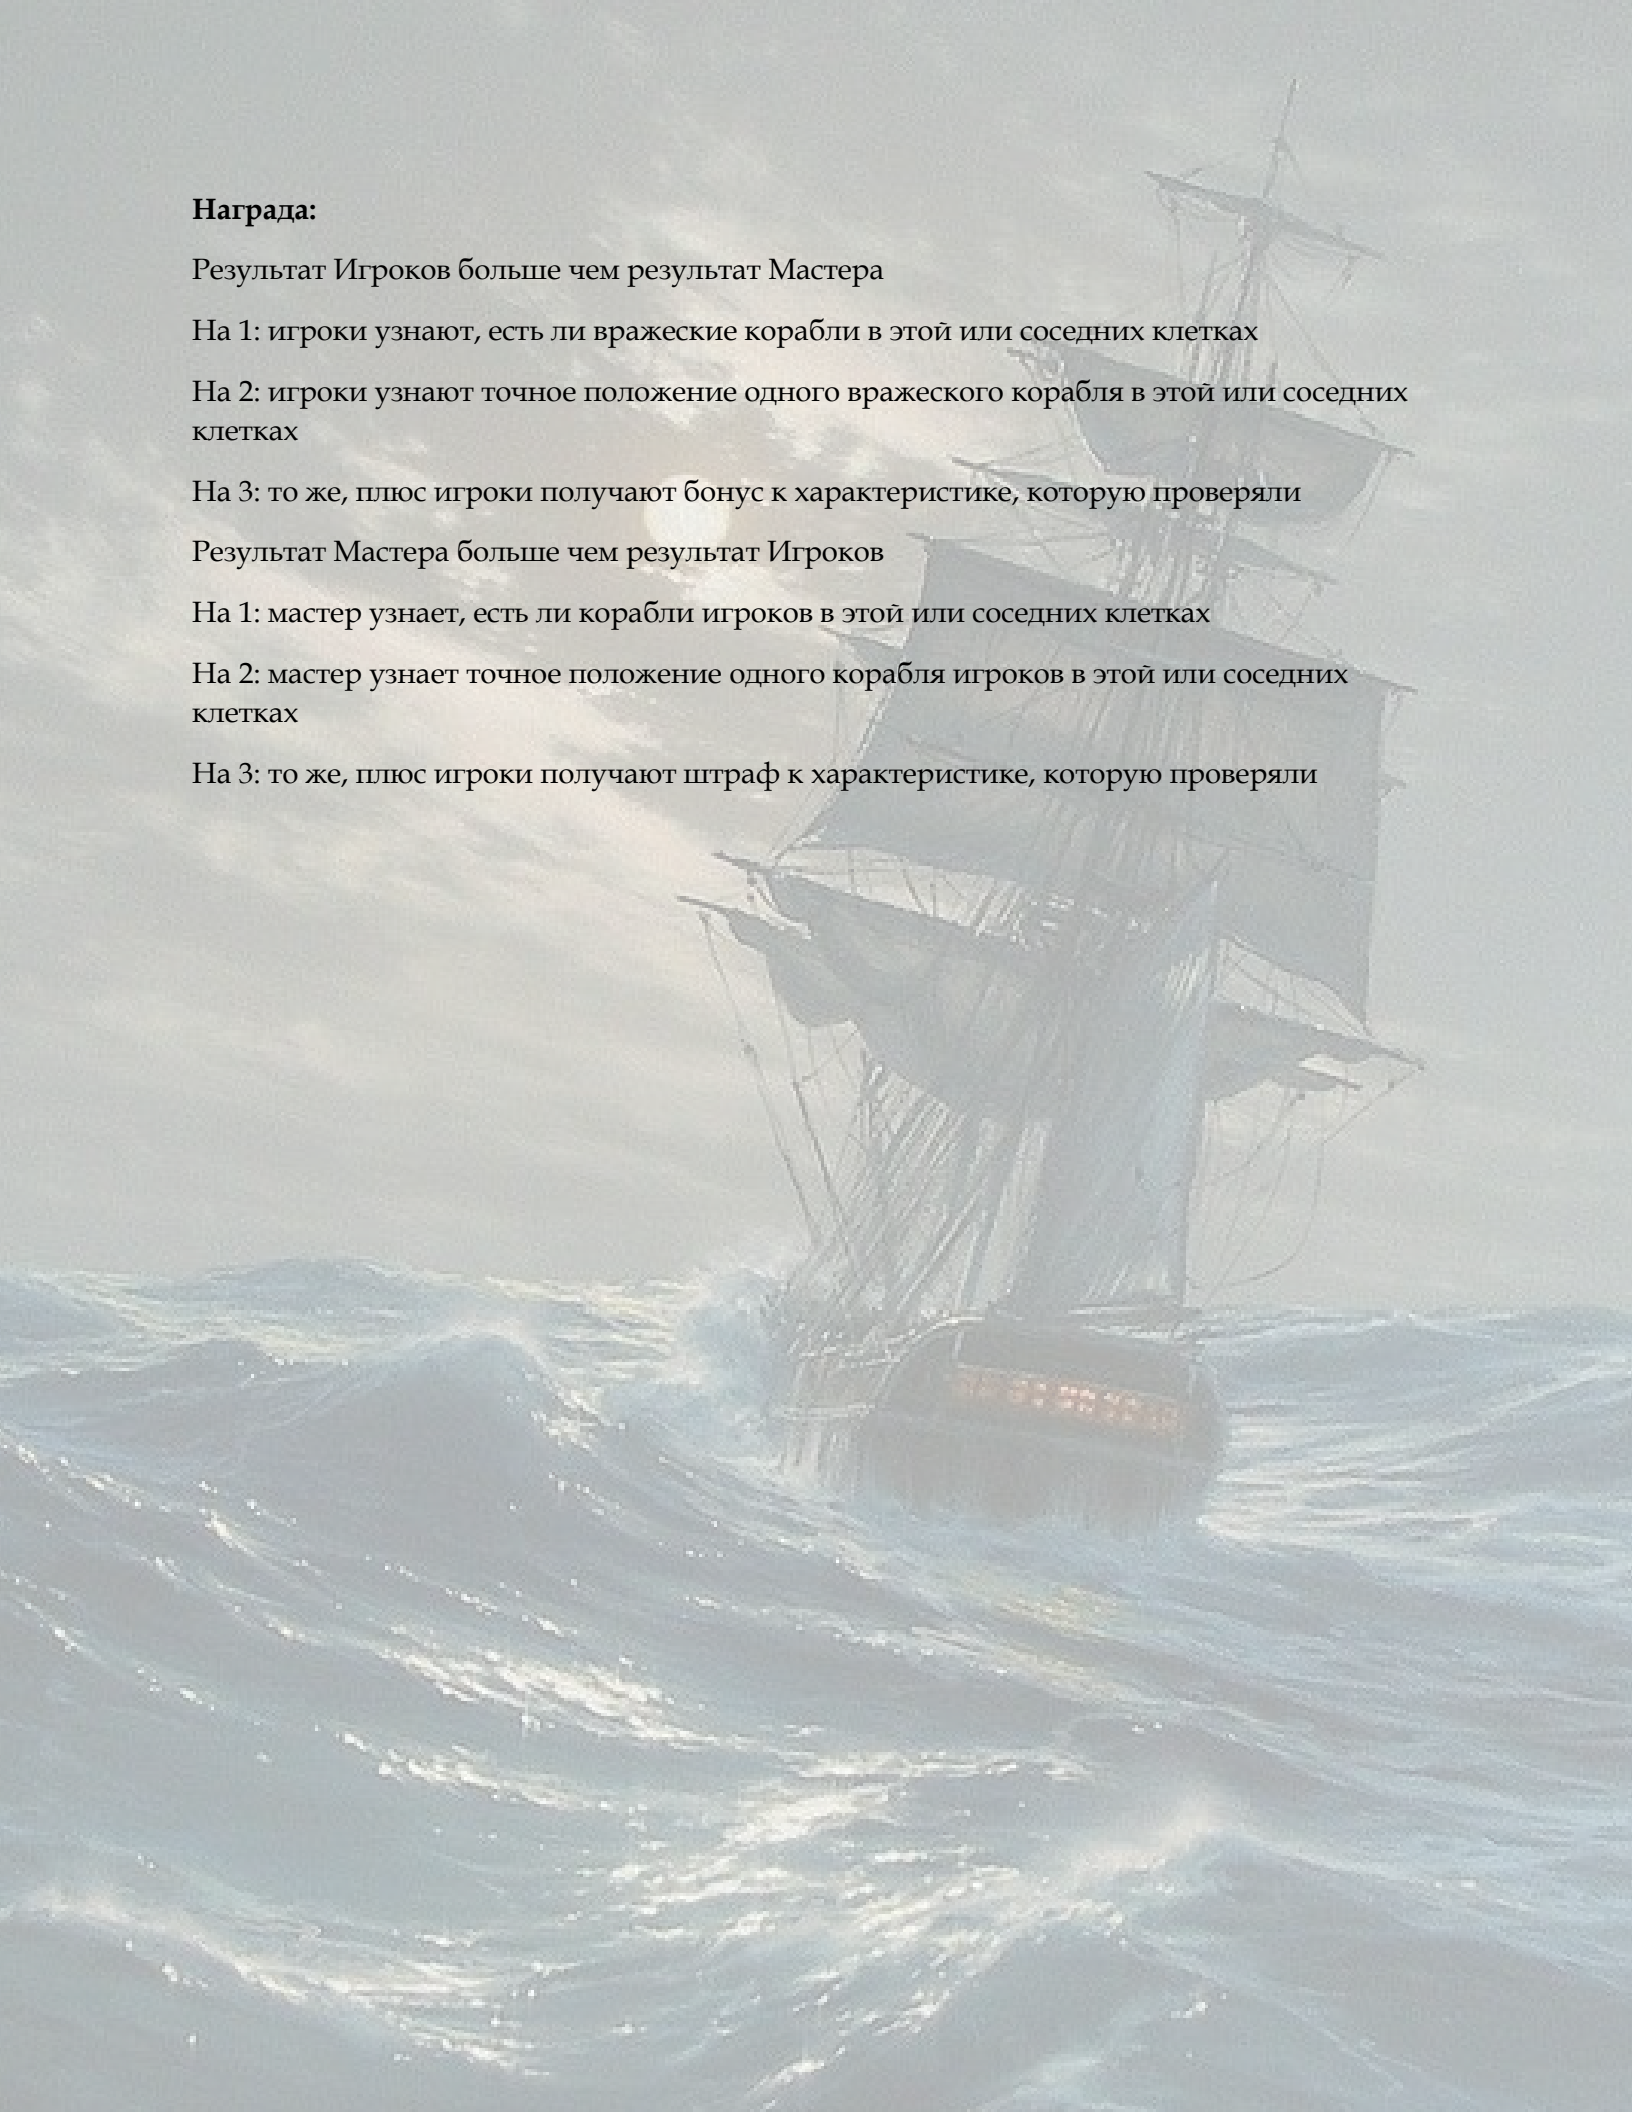 Награда:
Результат Игроков больше чем результат Мастера
На 1: игроки узнают, есть ли вражеские корабли в этой или соседних клетках
На 2: игроки узнают точное положение одного вражеского корабля в этой или соседних
клетках
На 3: то же, плюс игроки получают бонус к характеристике, которую проверяли
Результат Мастера больше чем результат Игроков
На 1: мастер узнает, есть ли корабли игроков в этой или соседних клетках
На 2: мастер узнает точное положение одного корабля игроков в этой или соседних
клетках
На 3: то же, плюс игроки получают штраф к характеристике, которую проверяли